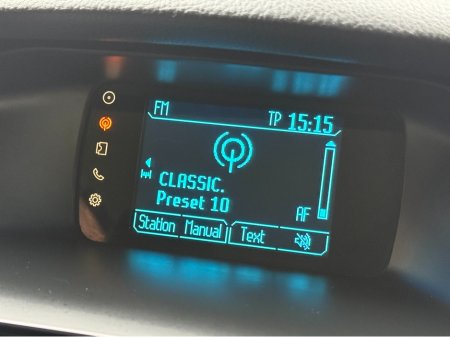 FM TP 15:15
CLASSIC.
Preset 10
AF
Station Manual Text